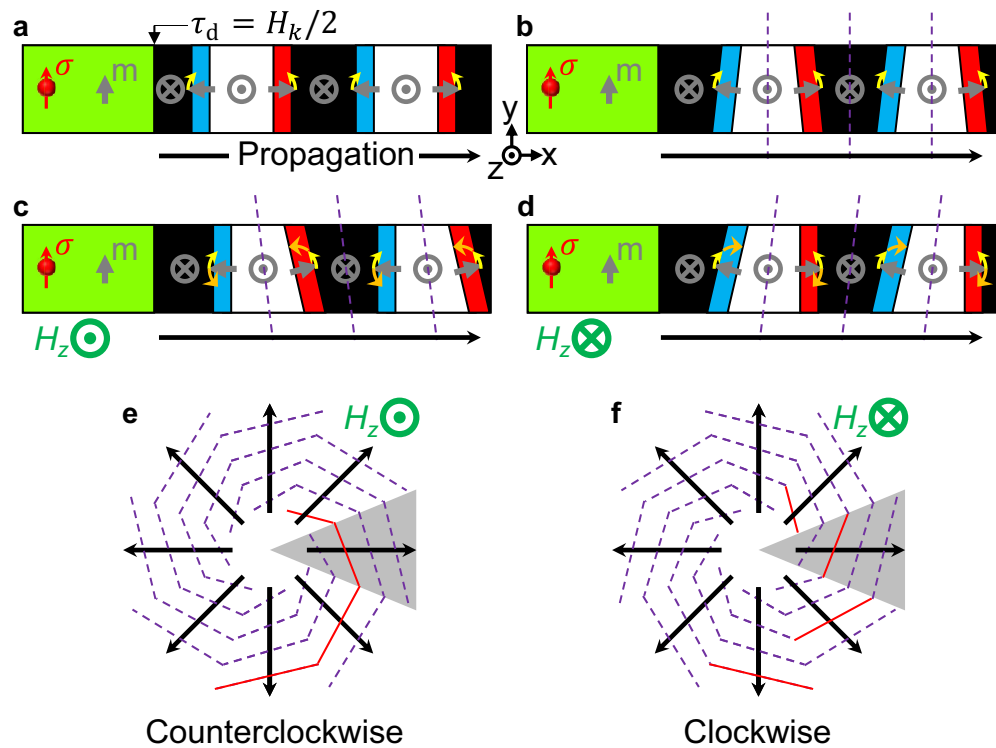 a
τd = Hk/2
b
σ m
σ m
Propagation
y
z x
c
d
σ m
σ m
Hz
Hz
e
Hz
f
Hz
Counterclockwise
Clockwise